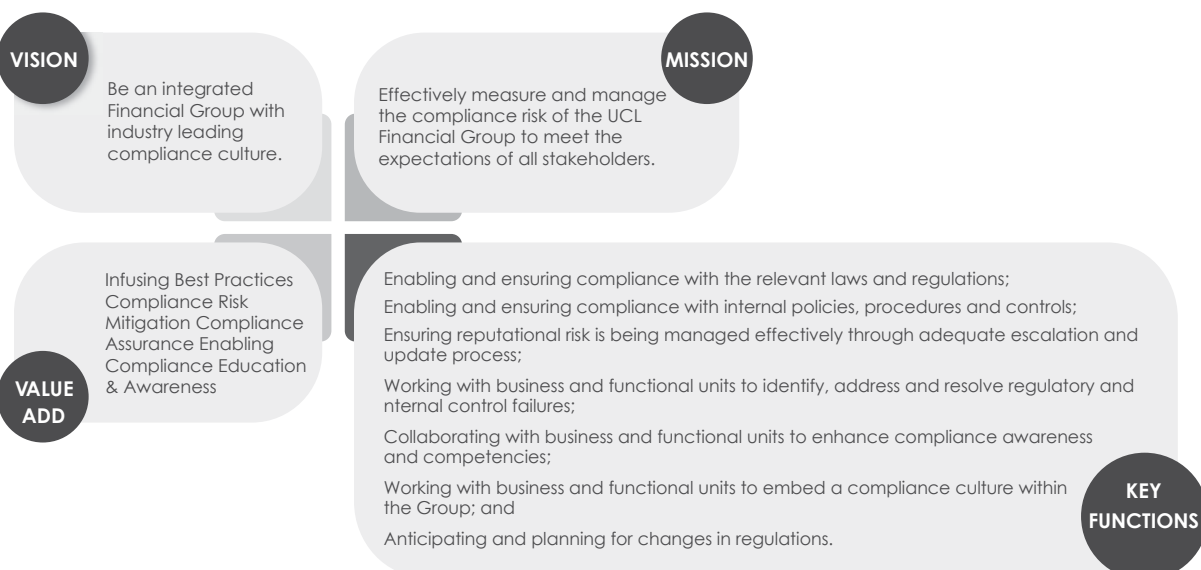 VISION
Be an integrated
Financial Group with
industry leading
compliance culture.
MISSION
Effectively measure and manage
the compliance risk of the UCL
Financial Group to meet the
expectations of all stakeholders.
VALUE
ADD
Infusing Best Practices
Compliance Risk
Mitigation Compliance
Assurance Enabling
Compliance Education
& Awareness
KEY
FUNCTIONS
Enabling and ensuring compliance with the relevant laws and regulations;
Enabling and ensuring compliance with internal policies, procedures and controls;
Ensuring reputational risk is being managed effectively through adequate escalation and
update process;
Working with business and functional units to identify, address and resolve regulatory and
nternal control failures;
Collaborating with business and functional units to enhance compliance awareness
and competencies;
Working with business and functional units to embed a compliance culture within
the Group; and
Anticipating and planning for changes in regulations.